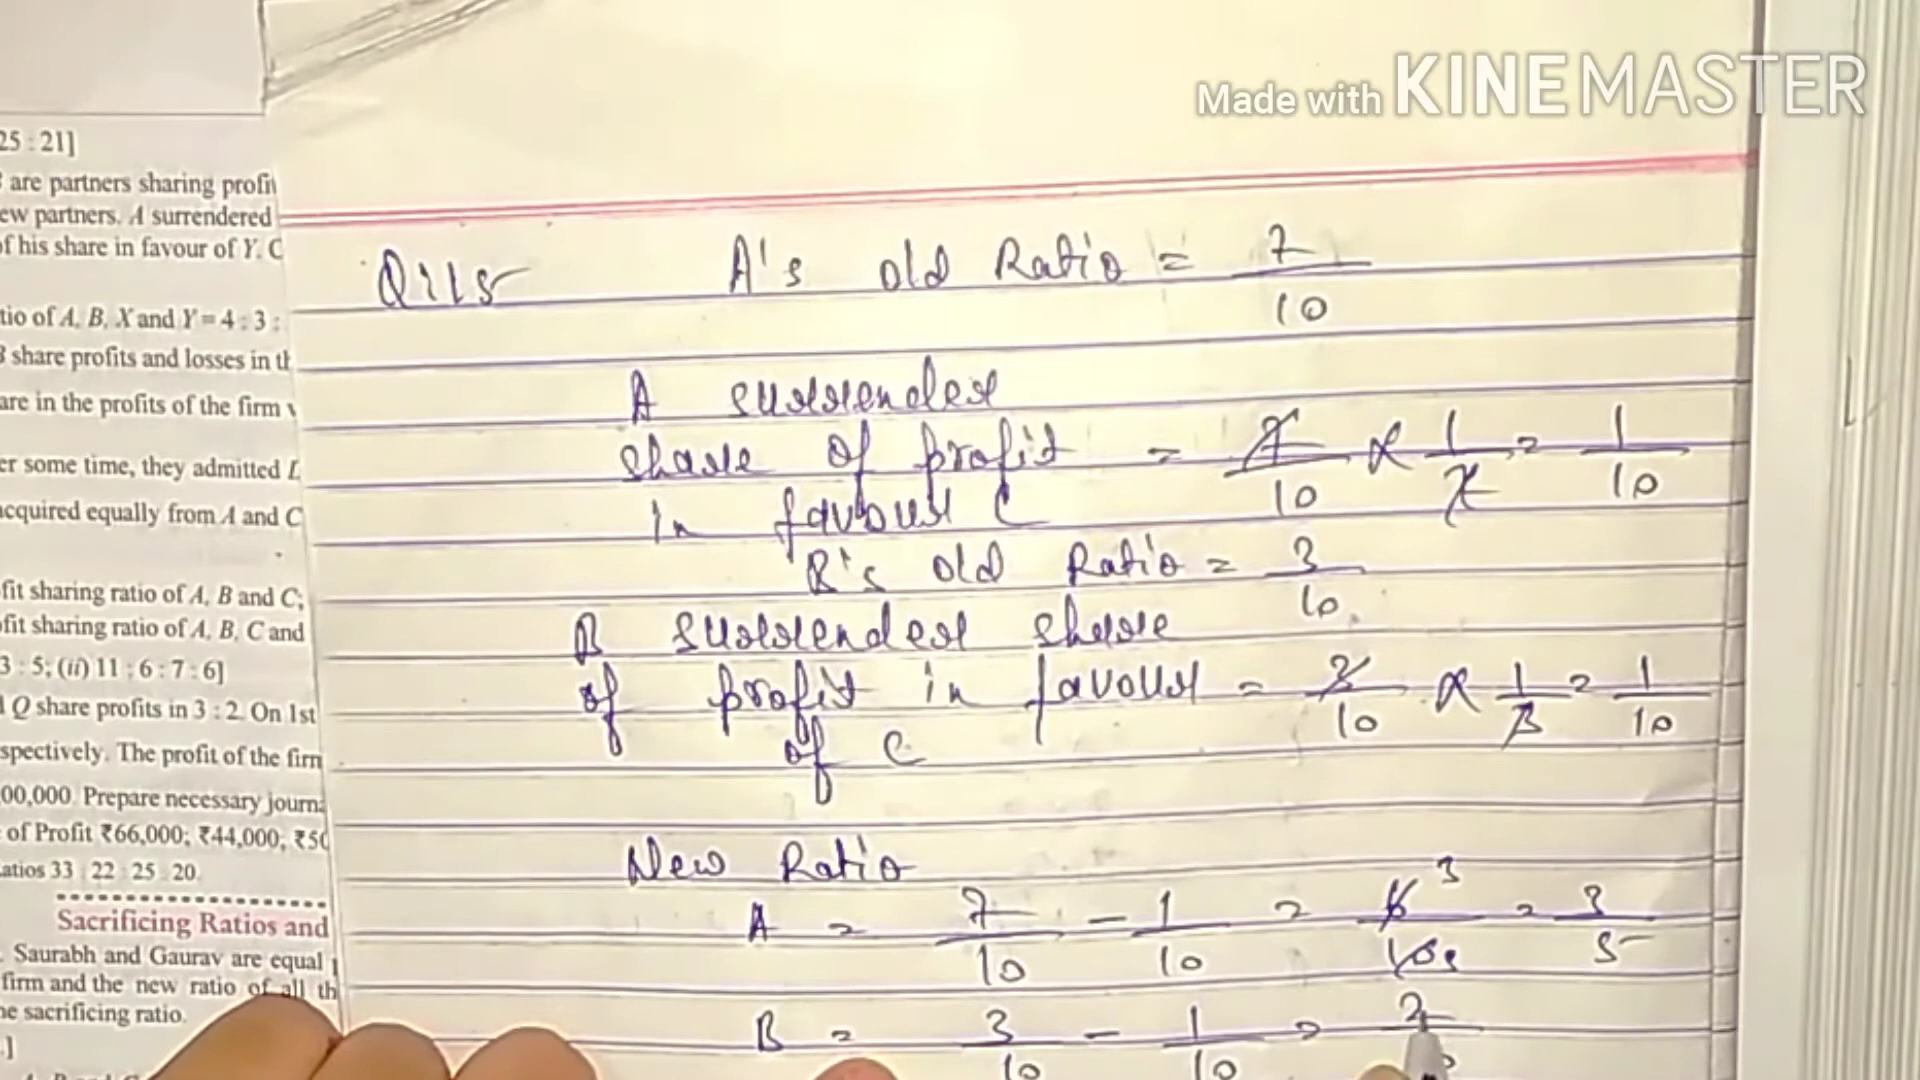 Made with KINEMASTER
25 : 21]
are partners sharing profi
ew partners. A surrendered
of his share in favour of Y. C
tio of A, B, X and Y = 4 : 3 :
B share profits and losses in th
are in the profits of the firm
er some time, they admitted
acquired equally from A and C
fit sharing ratio of A, B and C;
ofit sharing ratio of A, B, C and
3 : 5; (ii) 11 : 6 : 7 : 6]
Q share profits in 3 : 2. On 1st
spectively. The profit of the firm
00,000. Prepare necessary journa
of Profit ₹66,000; ₹44,000; ₹50
atios 33 : 22 : 25 : 20.
Sacrificing Ratios and
Saurabh and Gaurav are equal
firm and the new ratio of all th
he sacrificing ratio.
A's old Ratio = 7/10
A surrender
share of profit = 7/10 × 1/7 = 1/10
in favour C
B's old Ratio = 3/10
B surrender share
of profit in favour = 3/10 × 1/3 = 1/10
of C
New Ratio
A = 7/10 - 1/10 = 6/10 = 3/5
B = 3/10 - 1/10 = 2